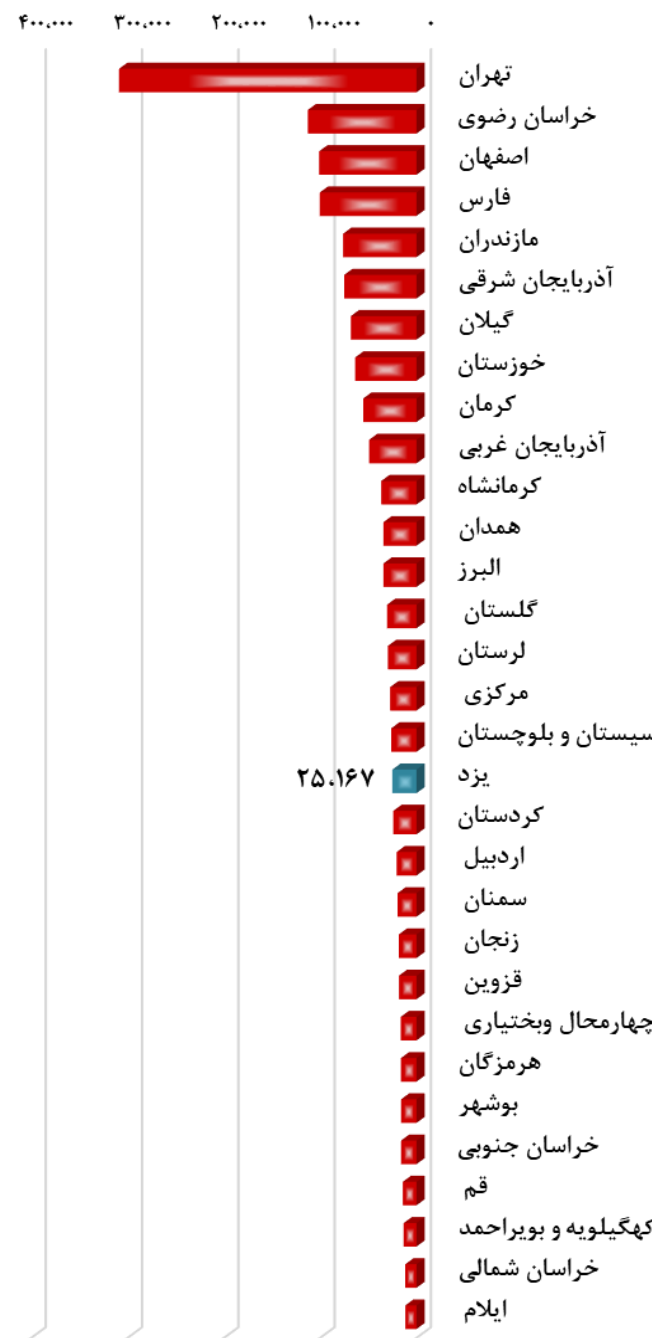 ۴۰۰،۰۰۰ ۳۰۰،۰۰۰ ۲۰۰،۰۰۰ ۱۰۰،۰۰۰ ۰
تهران
خراسان رضوی
اصفهان
فارس
مازندران
آذربایجان شرقی
گیلان
خوزستان
کرمان
آذربایجان غربی
کرمانشاه
همدان
البرز
گلستان
لرستان
مرکزی
سیستان و بلوچستان
یزد ۲۵،۱۶۷
کردستان
اردبیل
سمنان
زنجان
قزوین
چهارمحال وبختیاری
هرمزگان
بوشهر
خراسان جنوبی
قم
کهگیلویه و بویراحمد
خراسان شمالی
ایلام